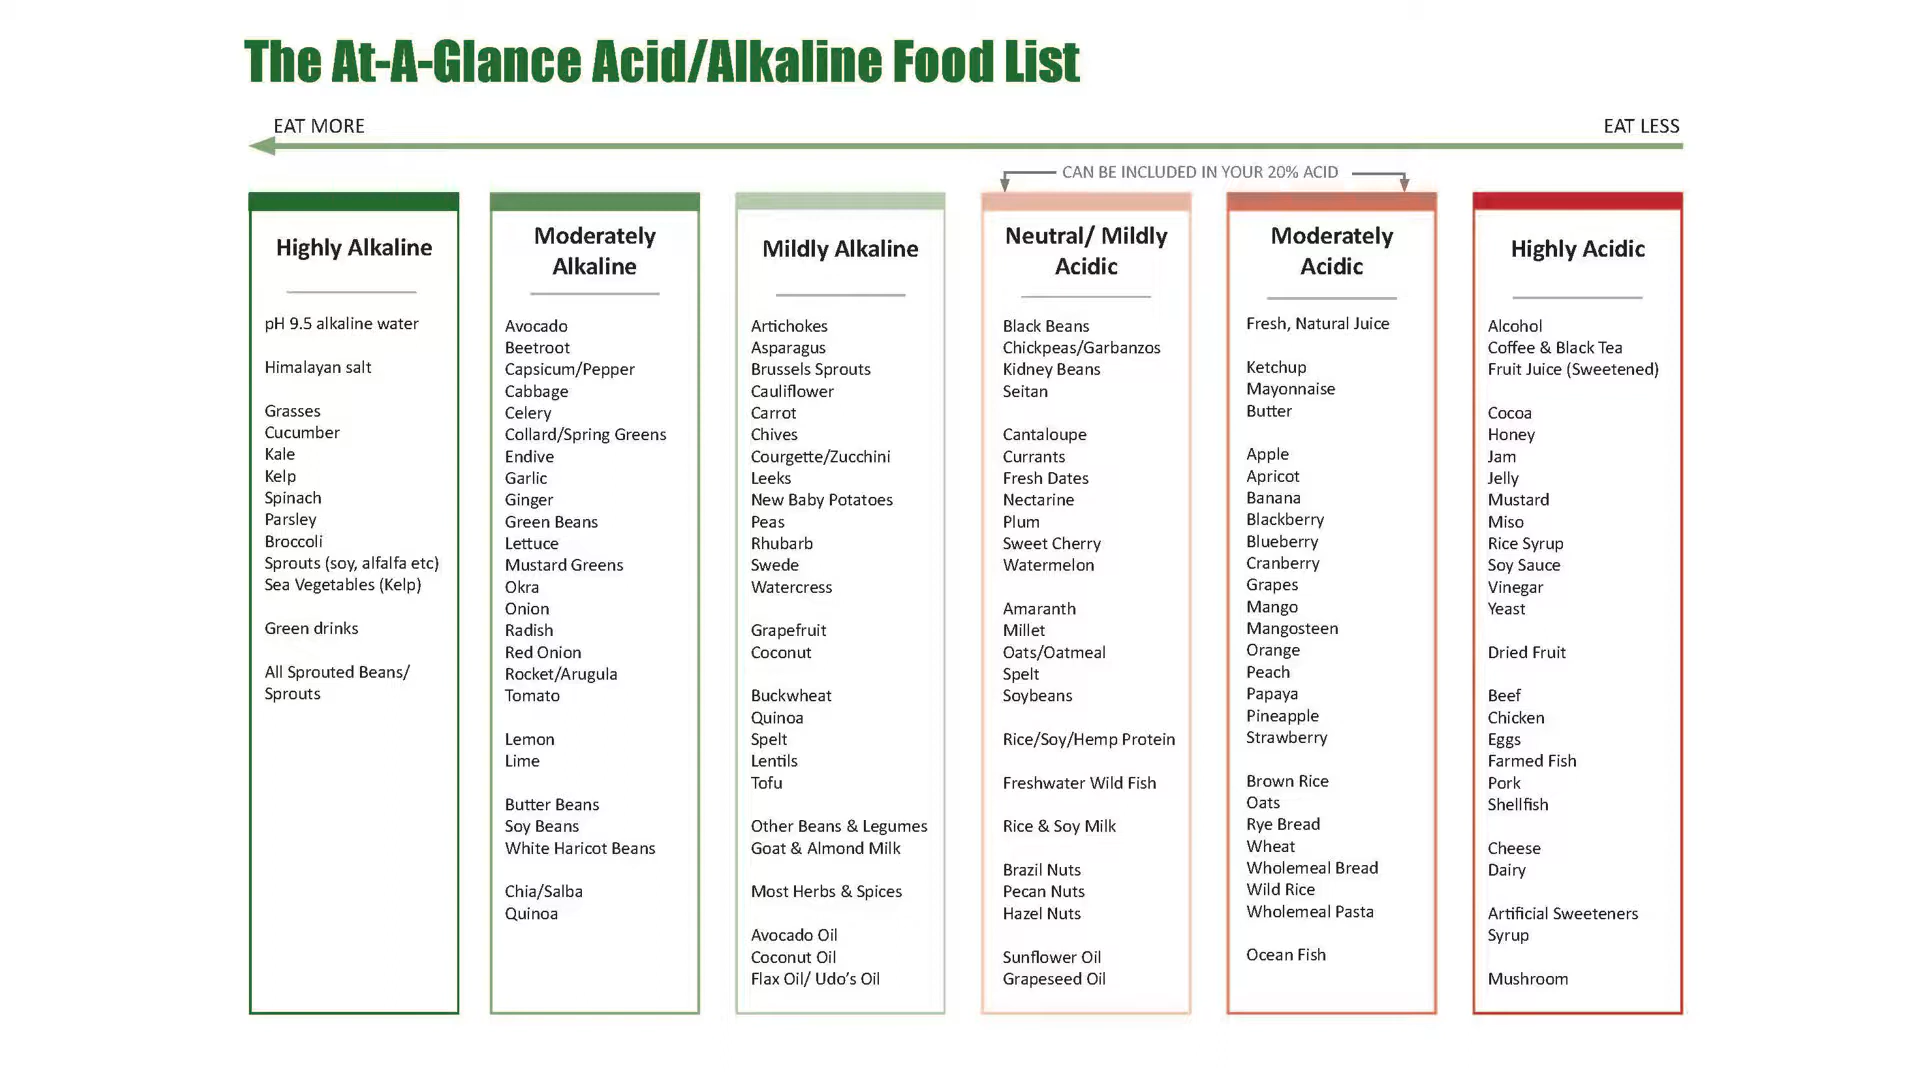 The At-A-Glance Acid/Alkaline Food List
EAT MORE
EAT LESS
CAN BE INCLUDED IN YOUR 20% ACID
Highly Alkaline
pH 9.5 alkaline water
Himalayan salt
Grasses
Cucumber
Kale
Kelp
Spinach
Parsley
Broccoli
Sprouts (soy, alfalfa etc)
Sea Vegetables (Kelp)
Green drinks
All Sprouted Beans/
Sprouts
Moderately
Alkaline
Avocado
Beetroot
Capsicum/Pepper
Cabbage
Celery
Collard/Spring Greens
Endive
Garlic
Ginger
Green Beans
Lettuce
Mustard Greens
Okra
Onion
Radish
Red Onion
Rocket/Arugula
Tomato
Lemon
Lime
Butter Beans
Soy Beans
White Haricot Beans
Chia/Salba
Quinoa
Mildly Alkaline
Artichokes
Asparagus
Brussels Sprouts
Cauliflower
Carrot
Chives
Courgette/Zucchini
Leeks
New Baby Potatoes
Peas
Rhubarb
Swede
Watercress
Grapefruit
Coconut
Buckwheat
Quinoa
Spelt
Lentils
Tofu
Other Beans & Legumes
Goat & Almond Milk
Most Herbs & Spices
Avocado Oil
Coconut Oil
Flax Oil/ Udo’s Oil
Neutral/ Mildly
Acidic
Black Beans
Chickpeas/Garbanzos
Kidney Beans
Seitan
Cantaloupe
Currants
Fresh Dates
Nectarine
Plum
Sweet Cherry
Watermelon
Amaranth
Millet
Oats/Oatmeal
Spelt
Soybeans
Rice/Soy/Hemp Protein
Freshwater Wild Fish
Rice & Soy Milk
Brazil Nuts
Pecan Nuts
Hazel Nuts
Sunflower Oil
Grapeseed Oil
Moderately
Acidic
Fresh, Natural Juice
Ketchup
Mayonnaise
Butter
Apple
Apricot
Banana
Blackberry
Blueberry
Cranberry
Grapes
Mango
Mangosteen
Orange
Peach
Papaya
Pineapple
Strawberry
Brown Rice
Oats
Rye Bread
Wheat
Wholemeal Bread
Wild Rice
Wholemeal Pasta
Ocean Fish
Highly Acidic
Alcohol
Coffee & Black Tea
Fruit Juice (Sweetened)
Cocoa
Honey
Jam
Jelly
Mustard
Miso
Rice Syrup
Soy Sauce
Vinegar
Yeast
Dried Fruit
Beef
Chicken
Eggs
Farmed Fish
Pork
Shellfish
Cheese
Dairy
Artificial Sweeteners
Syrup
Mushroom